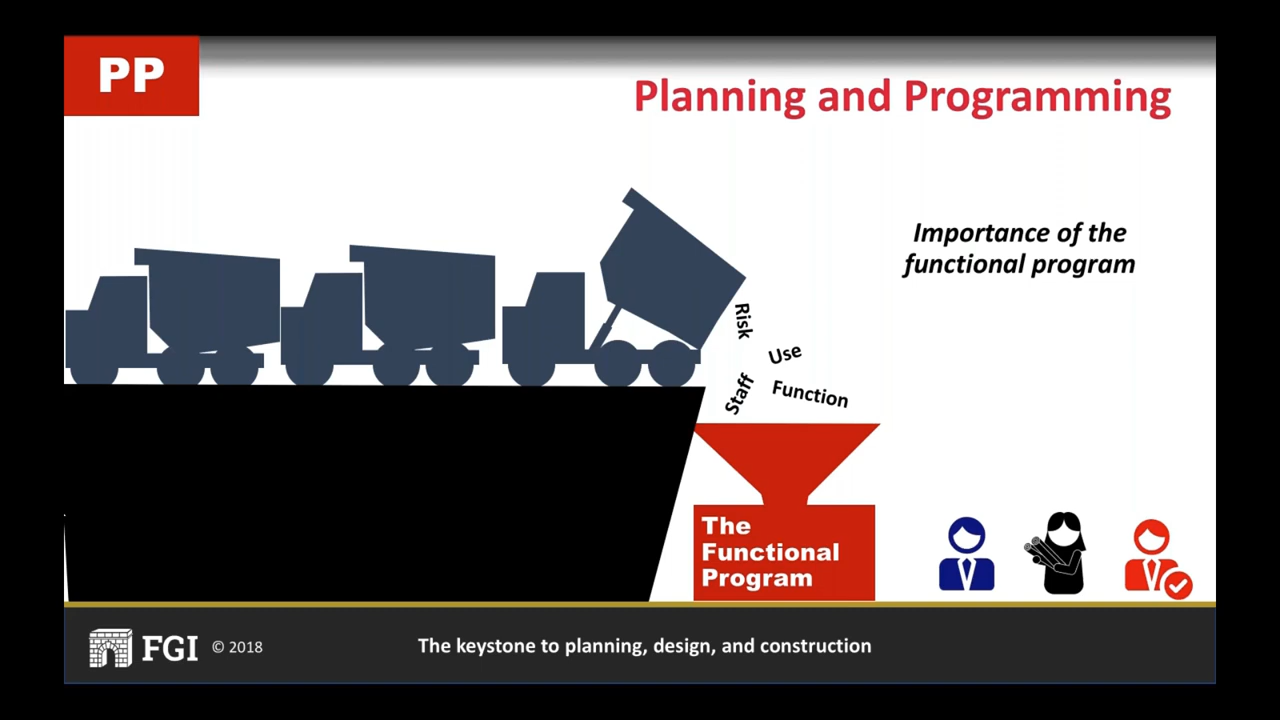 PP
Planning and Programming
Importance of the
functional program
Risk
Use
Staff
Function
The
Functional
Program
FGI © 2018
The keystone to planning, design, and construction